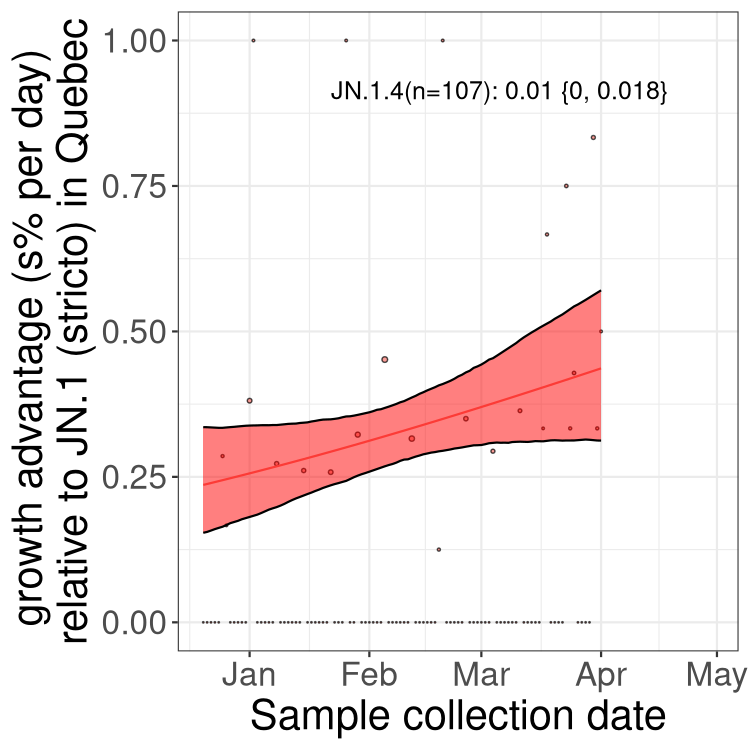 growth advantage (s% per day)
relative to JN.1 (stricto) in Quebec
1.00
0.75
0.50
0.25
0.00
JN.1.4(n=107): 0.01 {0, 0.018}
Jan Feb Mar Apr May
Sample collection date